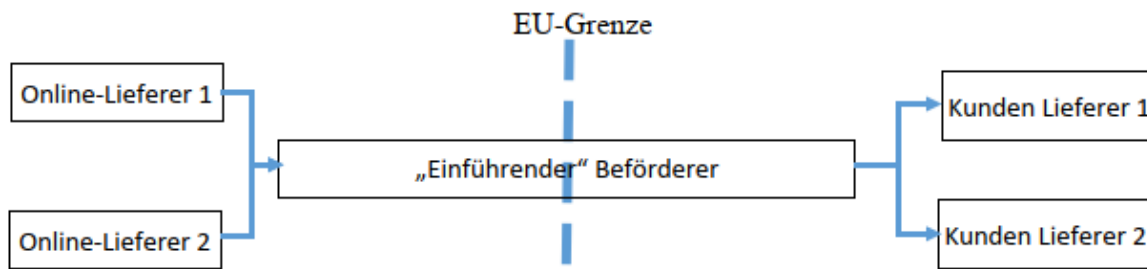 EU-Grenze
Online-Lieferer 1
Kunden Lieferer 1
„Einführender“ Beförderer
Online-Lieferer 2
Kunden Lieferer 2